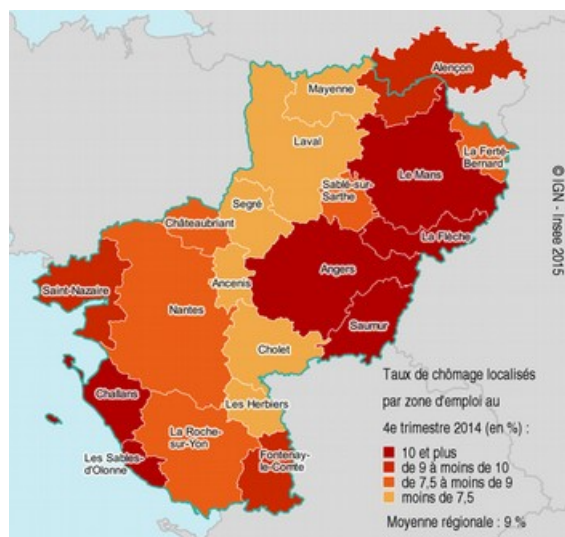 Alençon
Mayenne
La Ferté-
Bernard
Laval
Le Mans
Sablé-sur-
Sarthe
Segré
Châteaubriant
La Flèche
Angers
Ancenis
Saint-Nazaire
Nantes
Saumur
Cholet
Challans
Les Herbiers
La Roche-
sur-Yon
Les Sables-
d'Olonne
Fontenay-
le-Comte
© IGN - Insee 2015
Taux de chômage localisés
par zone d'emploi au
4e trimestre 2014 (en %) :
10 et plus
de 9 à moins de 10
de 7,5 à moins de 9
moins de 7,5
Moyenne régionale : 9 %